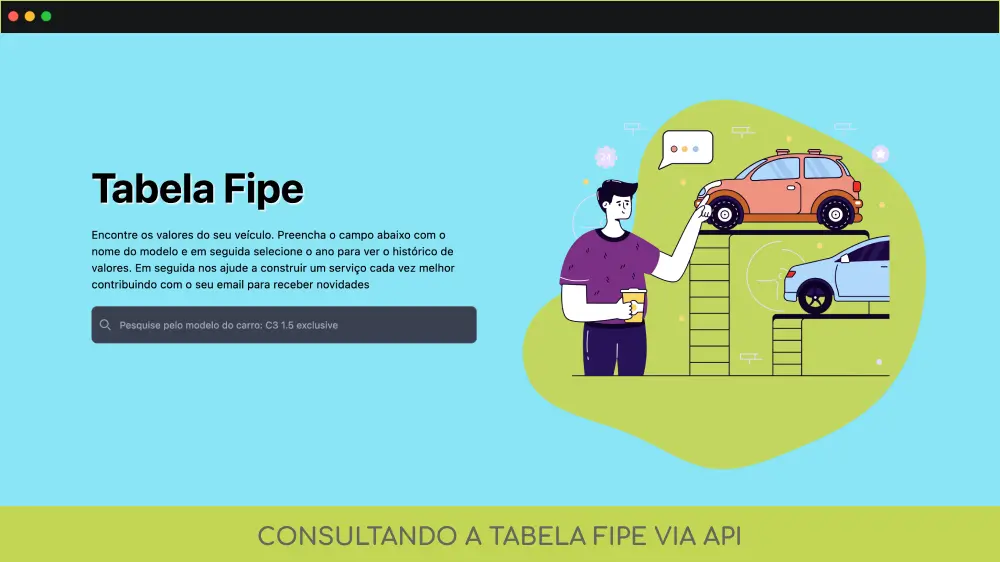 Tabela Fipe
Encontre os valores do seu veículo. Preencha o campo abaixo com o
nome do modelo e em seguida selecione o ano para ver o histórico de
valores. Em seguida nos ajude a construir um serviço cada vez melhor
contribuindo com o seu email para receber novidades
Pesquise pelo modelo do carro: C3 1.5 exclusive
24
CONSULTANDO A TABELA FIPE VIA API